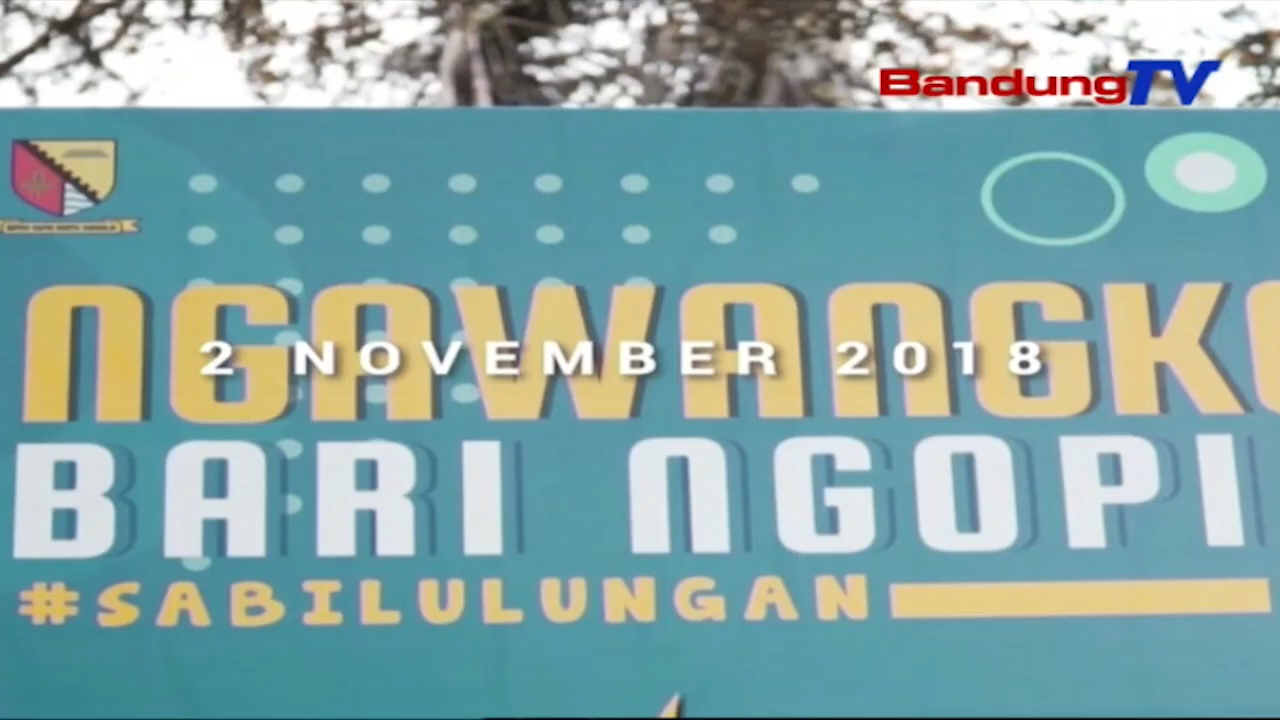 BandungTV
NGAWANGK
2 NOVEMBER 2018
BARI NGOPI
#SABILULUNGAN